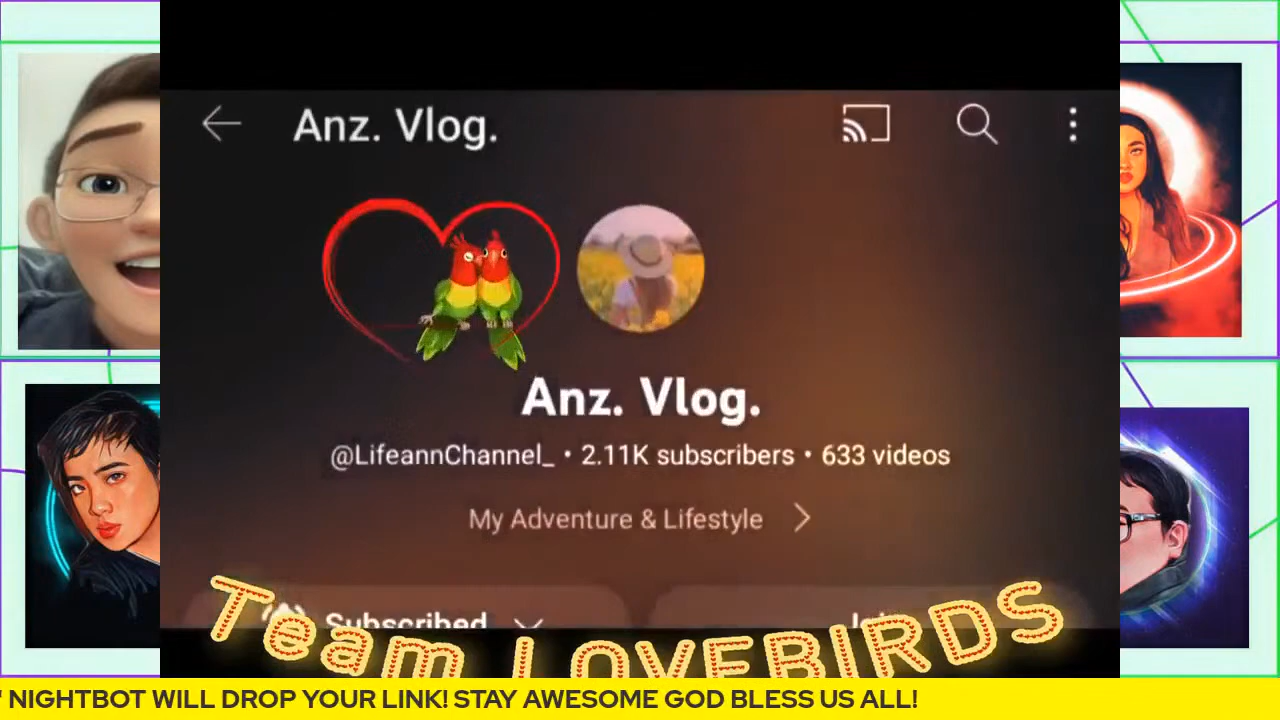 Anz. Vlog.
Anz. Vlog.
@LifeannChannel_ • 2.11K subscribers • 633 videos
My Adventure & Lifestyle
Subscribed
Join
Team LOVEBIRDS
NIGHTBOT WILL DROP YOUR LINK! STAY AWESOME GOD BLESS US ALL!